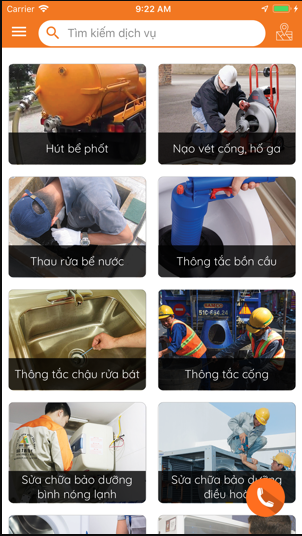 Carrier
9:22 AM
Tìm kiếm dịch vụ
Hút bể phốt
Nạo vét cống, hố ga
Thau rửa bể nước
Thông tắc bồn cầu
Thông tắc chậu rửa bát
Thông tắc cống
Sửa chữa bảo dưỡng
bình nóng lạnh
Sửa chữa bảo dưỡng